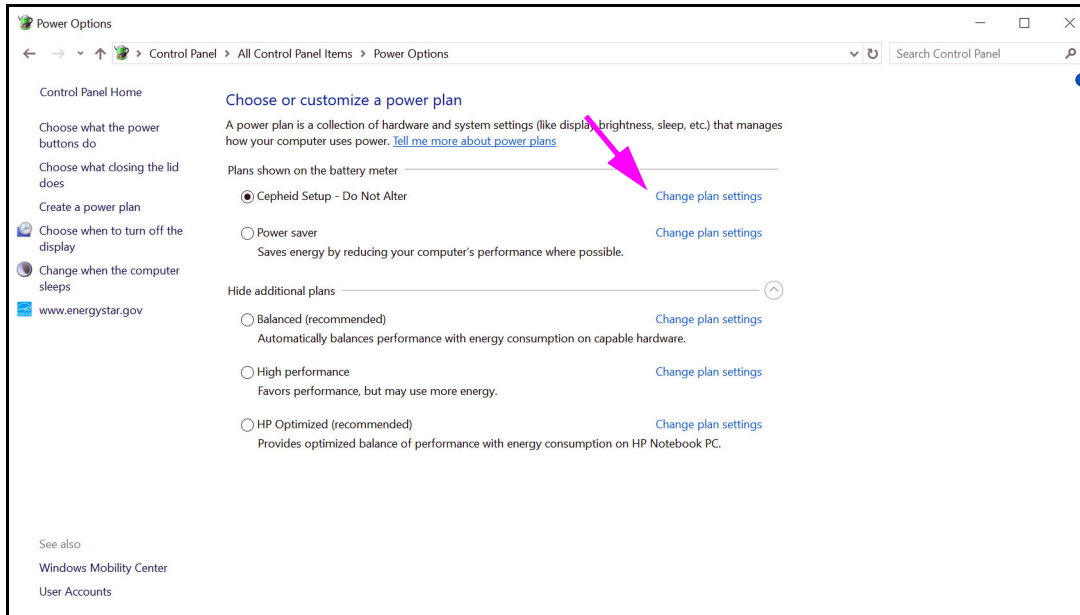 Power Options
Control Panel > All Control Panel Items > Power Options
Search Control Panel
Control Panel Home
Choose what the power
buttons do
Choose what closing the lid
does
Create a power plan
Choose when to turn off the
display
Change when the computer
sleeps
www.energystar.gov
Choose or customize a power plan
A power plan is a collection of hardware and system settings (like display brightness, sleep, etc.) that manages
how your computer uses power. Tell me more about power plans
Plans shown on the battery meter
Cepheid Setup - Do Not Alter Change plan settings
Power saver Change plan settings
Saves energy by reducing your computer's performance where possible.
Hide additional plans
Balanced (recommended) Change plan settings
Automatically balances performance with energy consumption on capable hardware.
High performance Change plan settings
Favors performance, but may use more energy.
HP Optimized (recommended) Change plan settings
Provides optimized balance of performance with energy consumption on HP Notebook PC.
See also
Windows Mobility Center
User Accounts